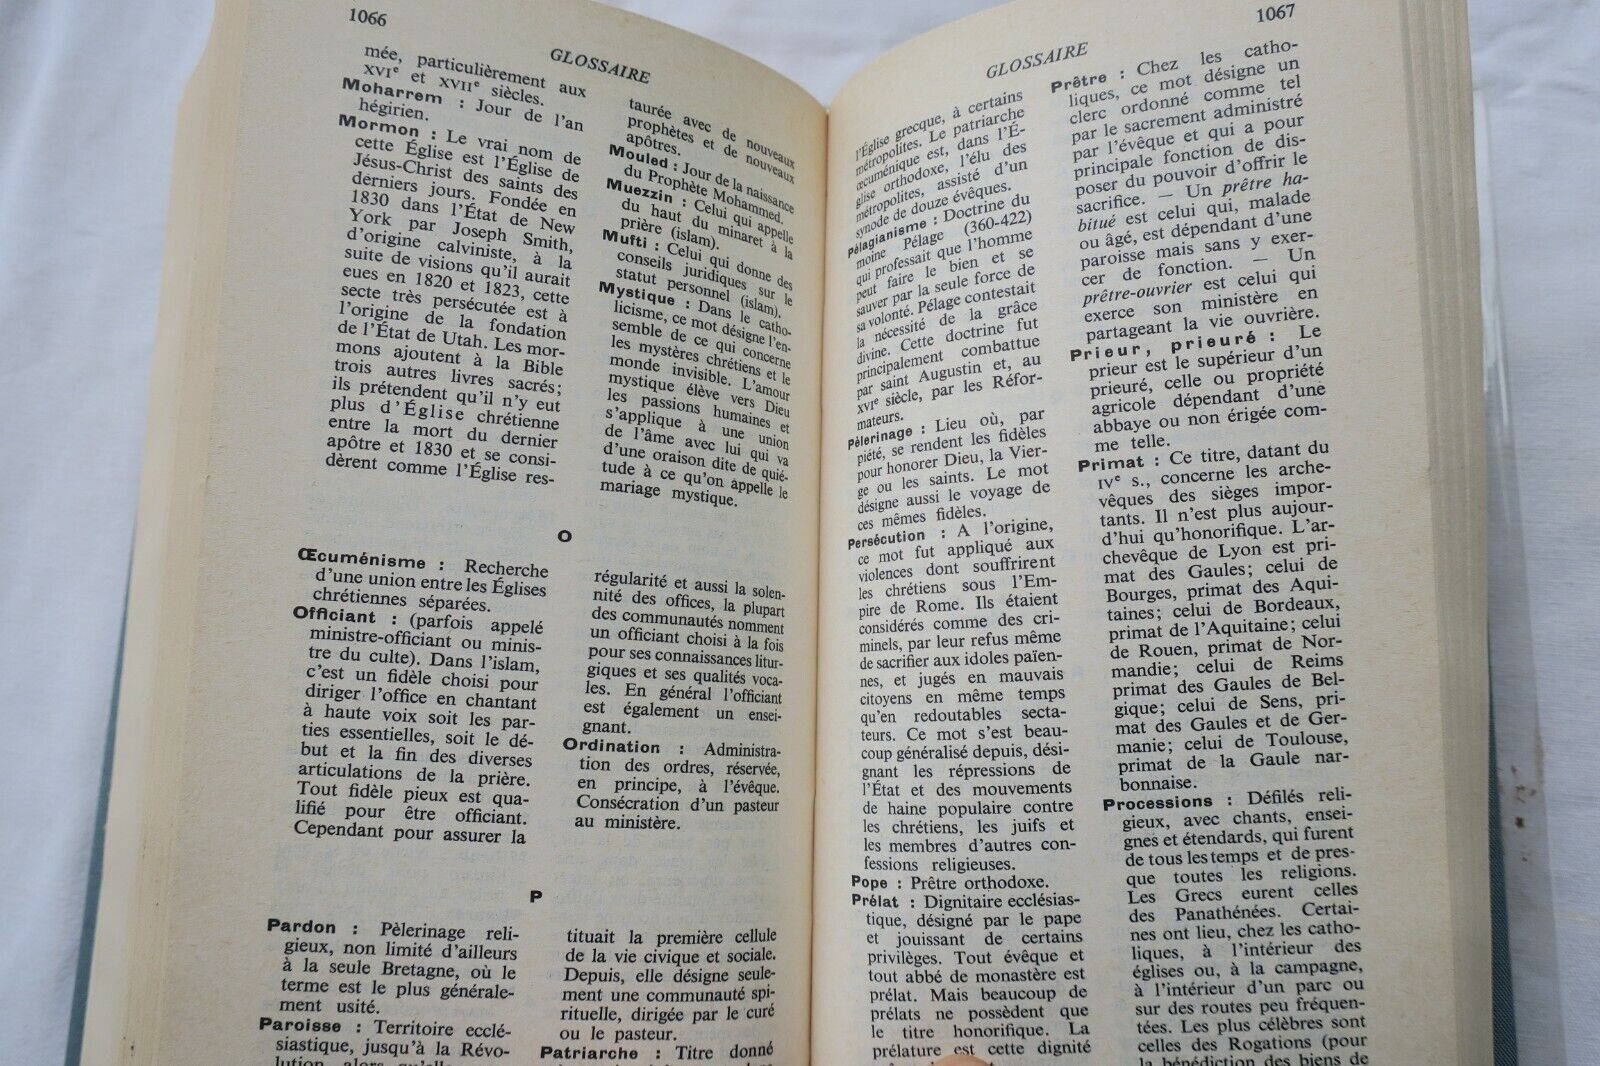 1066
GLOSSAIRE
mée, particulièrement aux
XVIe et XVIIe siècles.
Moharrem : Jour de l'an
hégirien.
Mormon : Le vrai nom de
cette Église est l'Église de
Jésus-Christ des saints des
derniers jours. Fondée en
1830 dans l'État de New
York par Joseph Smith,
d'origine calviniste, à la
suite de visions qu'il aurait
eues en 1820 et 1823, cette
secte très persécutée est à
l'origine de la fondation
de l'État de Utah. Les mor-
mons ajoutent à la Bible
trois autres livres sacrés;
ils prétendent qu'il n'y eut
plus d'Église chrétienne
entre la mort du dernier
apôtre et 1830 et se consi-
dèrent comme l'Église res-
taurée avec de nouveaux
prophètes et de nouveaux
apôtres.
Mouled : Jour de la naissance
du Prophète Mohammed.
Muezzin : Celui qui appelle
du haut du minaret à la
prière (islam).
Mufti : Celui qui donne des
conseils juridiques sur le
statut personnel (islam).
Mystique : Dans le catho-
licisme, ce mot désigne l'en-
semble de ce qui concerne
les mystères chrétiens et le
monde invisible. L'amour
mystique élève vers Dieu
les passions humaines et
s'applique à une union
de l'âme avec lui qui va
d'une oraison dite de quié-
tude à ce qu'on appelle le
mariage mystique.
O
Œcuménisme : Recherche
d'une union entre les Églises
chrétiennes séparées.
Officiant : (parfois appelé
ministre-officiant ou minis-
tre du culte). Dans l'islam,
c'est un fidèle choisi pour
diriger l'office en chantant
à haute voix soit les par-
ties essentielles, soit le dé-
but et la fin des diverses
articulations de la prière.
Tout fidèle pieux est qua-
lifié pour être officiant.
Cependant pour assurer la
régularité et aussi la solen-
nité des offices, la plupart
des communautés nomment
un officiant choisi à la fois
pour ses connaissances litur-
giques et ses qualités voca-
les. En général l'officiant
est également un ensei-
gnant.
Ordination : Administra-
tion des ordres, réservée,
en principe, à l'évêque.
Consécration d'un pasteur
au ministère.
P
Pardon : Pèlerinage reli-
gieux, non limité d'ailleurs
à la seule Bretagne, où le
terme est le plus générale-
ment usité.
Paroisse : Territoire ecclé-
siastique, jusqu'à la Révo-
lution, alors qu'elle
tituait la première cellule
de la vie civique et sociale.
Depuis, elle désigne seule-
ment une communauté spi-
rituelle, dirigée par le curé
ou le pasteur.
Patriarche : Titre donné
1067
GLOSSAIRE
l'Église grecque, à certains
métropolites. Le patriarche
œcuménique est, dans l'É-
glise orthodoxe, l'élu des
métropolites, assisté d'un
synode de douze évêques.
Pélagianisme : Doctrine du
moine Pélage (360-422)
qui professait que l'homme
peut faire le bien et se
sauver par la seule force de
sa volonté. Pélage contestait
la nécessité de la grâce
divine. Cette doctrine fut
principalement combattue
par saint Augustin et, au
XVIe siècle, par les Réfor-
mateurs.
Pèlerinage : Lieu où, par
piété, se rendent les fidèles
pour honorer Dieu, la Vier-
ge ou les saints. Le mot
désigne aussi le voyage de
ces mêmes fidèles.
Persécution : A l'origine,
ce mot fut appliqué aux
violences dont souffrirent
les chrétiens sous l'Em-
pire de Rome. Ils étaient
considérés comme des cri-
minels, par leur refus même
de sacrifier aux idoles païen-
nes, et jugés en mauvais
citoyens en même temps
qu'en redoutables secta-
teurs. Ce mot s'est beau-
coup généralisé depuis, dési-
gnant les répressions de
l'État et des mouvements
de haine populaire contre
les chrétiens, les juifs et
les membres d'autres con-
fessions religieuses.
Pope : Prêtre orthodoxe.
Prélat : Dignitaire ecclésias-
tique, désigné par le pape
et jouissant de certains
privilèges. Tout évêque et
tout abbé de monastère est
prélat. Mais beaucoup de
prélats ne possèdent que
le titre honorifique. La
prélature est cette dignité
Prêtre : Chez les catho-
liques, ce mot désigne un
clerc ordonné comme tel
par le sacrement administré
par l'évêque et qui a pour
principale fonction de dis-
poser du pouvoir d'offrir le
sacrifice. — Un prêtre ha-
bitué est celui qui, malade
ou âgé, est dépendant d'une
paroisse mais sans y exer-
cer de fonction. — Un
prêtre-ouvrier est celui qui
exerce son ministère en
partageant la vie ouvrière.
Prieur, prieuré : Le
prieur est le supérieur d'un
prieuré, celle ou propriété
agricole dépendant d'une
abbaye ou non érigée com-
me telle.
Primat : Ce titre, datant du
IVe s., concerne les arche-
vêques des sièges impor-
tants. Il n'est plus aujour-
d'hui qu'honorifique. L'ar-
chevêque de Lyon est pri-
mat des Gaules; celui de
Bourges, primat des Aqui-
taines; celui de Bordeaux,
primat de l'Aquitaine; celui
de Rouen, primat de Nor-
mandie; celui de Reims
primat des Gaules de Bel-
gique; celui de Sens, pri-
mat des Gaules et de Ger-
manie; celui de Toulouse,
primat de la Gaule nar-
bonnaise.
Processions : Défilés reli-
gieux, avec chants, ensei-
gnes et étendards, qui furent
de tous les temps et de pres-
que toutes les religions.
Les Grecs eurent celles
des Panathénées. Certai-
nes ont lieu, chez les catho-
liques, à l'intérieur des
églises ou, à la campagne,
à l'intérieur d'un parc ou
sur des routes peu fréquen-
tées. Les plus célèbres sont
celles des Rogations (pour
la bénédiction des biens de